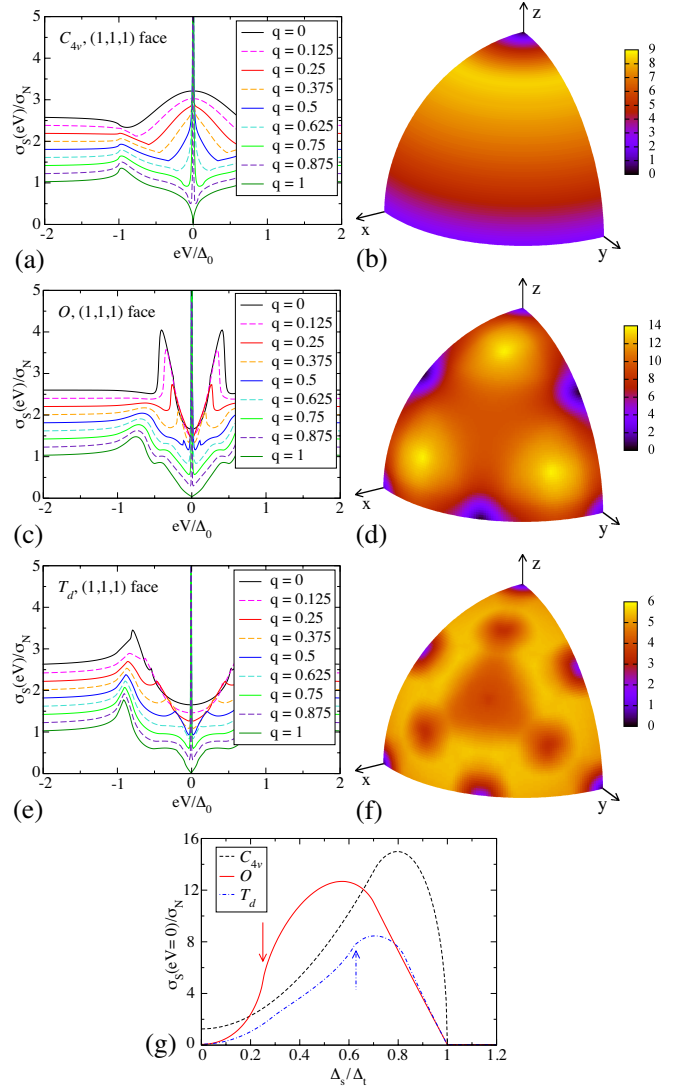 C4v, (1,1,1) face
σS(eV)/σN
5
4
3
2
1
0
-2
-1
0
1
2
eV/Δ0
q = 0
q = 0.125
q = 0.25
q = 0.375
q = 0.5
q = 0.625
q = 0.75
q = 0.875
q = 1
(a)
z
x
y
9
8
7
6
5
4
3
2
1
0
(b)
O, (1,1,1) face
σS(eV)/σN
5
4
3
2
1
0
-2
-1
0
1
2
eV/Δ0
q = 0
q = 0.125
q = 0.25
q = 0.375
q = 0.5
q = 0.625
q = 0.75
q = 0.875
q = 1
(c)
z
x
y
14
12
10
8
6
4
2
0
(d)
Td, (1,1,1) face
σS(eV)/σN
5
4
3
2
1
0
-2
-1
0
1
2
eV/Δ0
q = 0
q = 0.125
q = 0.25
q = 0.375
q = 0.5
q = 0.625
q = 0.75
q = 0.875
q = 1
(e)
z
x
y
6
5
4
3
2
1
0
(f)
C4v
O
Td
σS(eV=0)/σN
16
12
8
4
0
0
0.2
0.4
0.6
0.8
1
1.2
Δs/Δt
(g)